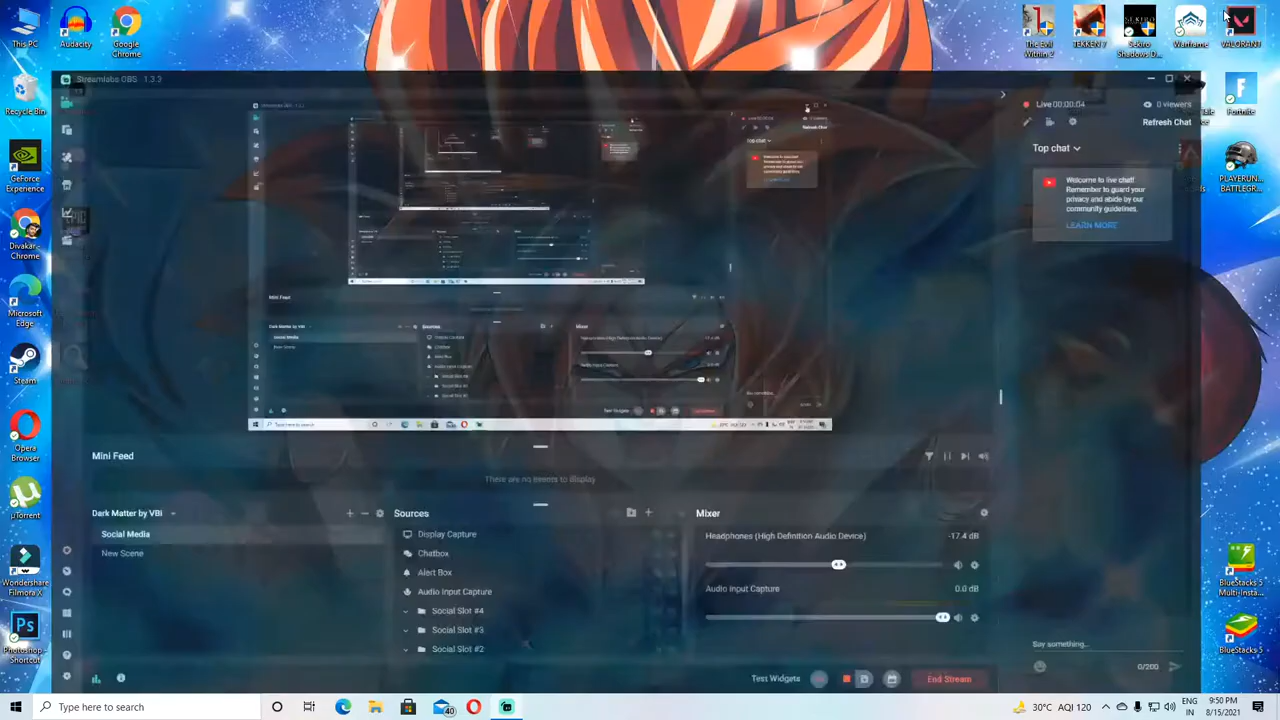 This PC
Audacity
Google
Chrome
Recycle Bin
GeForce
Experience
Divakar-
Chrome
Microsoft
Edge
Steam
Opera
Browser
uTorrent
Wondershare
Filmora X
Photoshop
Shortcut
The Evil
Within 2
TEKKEN 7
Sekiro
Shadows D...
Warframe
VALORANT
Fortnite
PLAYERUN...
BATTLEGR...
BlueStacks 5
Multi-Insta...
BlueStacks 5
Streamlabs OBS 1.3.3
Live 00:00:04
0 viewers
Refresh Chat
Top chat
Welcome to live chat!
Remember to guard your
privacy and abide by our
community guidelines.
LEARN MORE
Mini Feed
There are no events to display
Dark Matter by VBI
Social Media
New Scene
Sources
Display Capture
Chatbox
Alert Box
Audio Input Capture
Social Slot #4
Social Slot #3
Social Slot #2
Mixer
Headphones (High Definition Audio Device)
-17.4 dB
Audio Input Capture
0.0 dB
Say something...
0/200
Test Widgets
End Stream
Type here to search
40
30°C AQI 120
ENG
IN
9:50 PM
8/15/2021